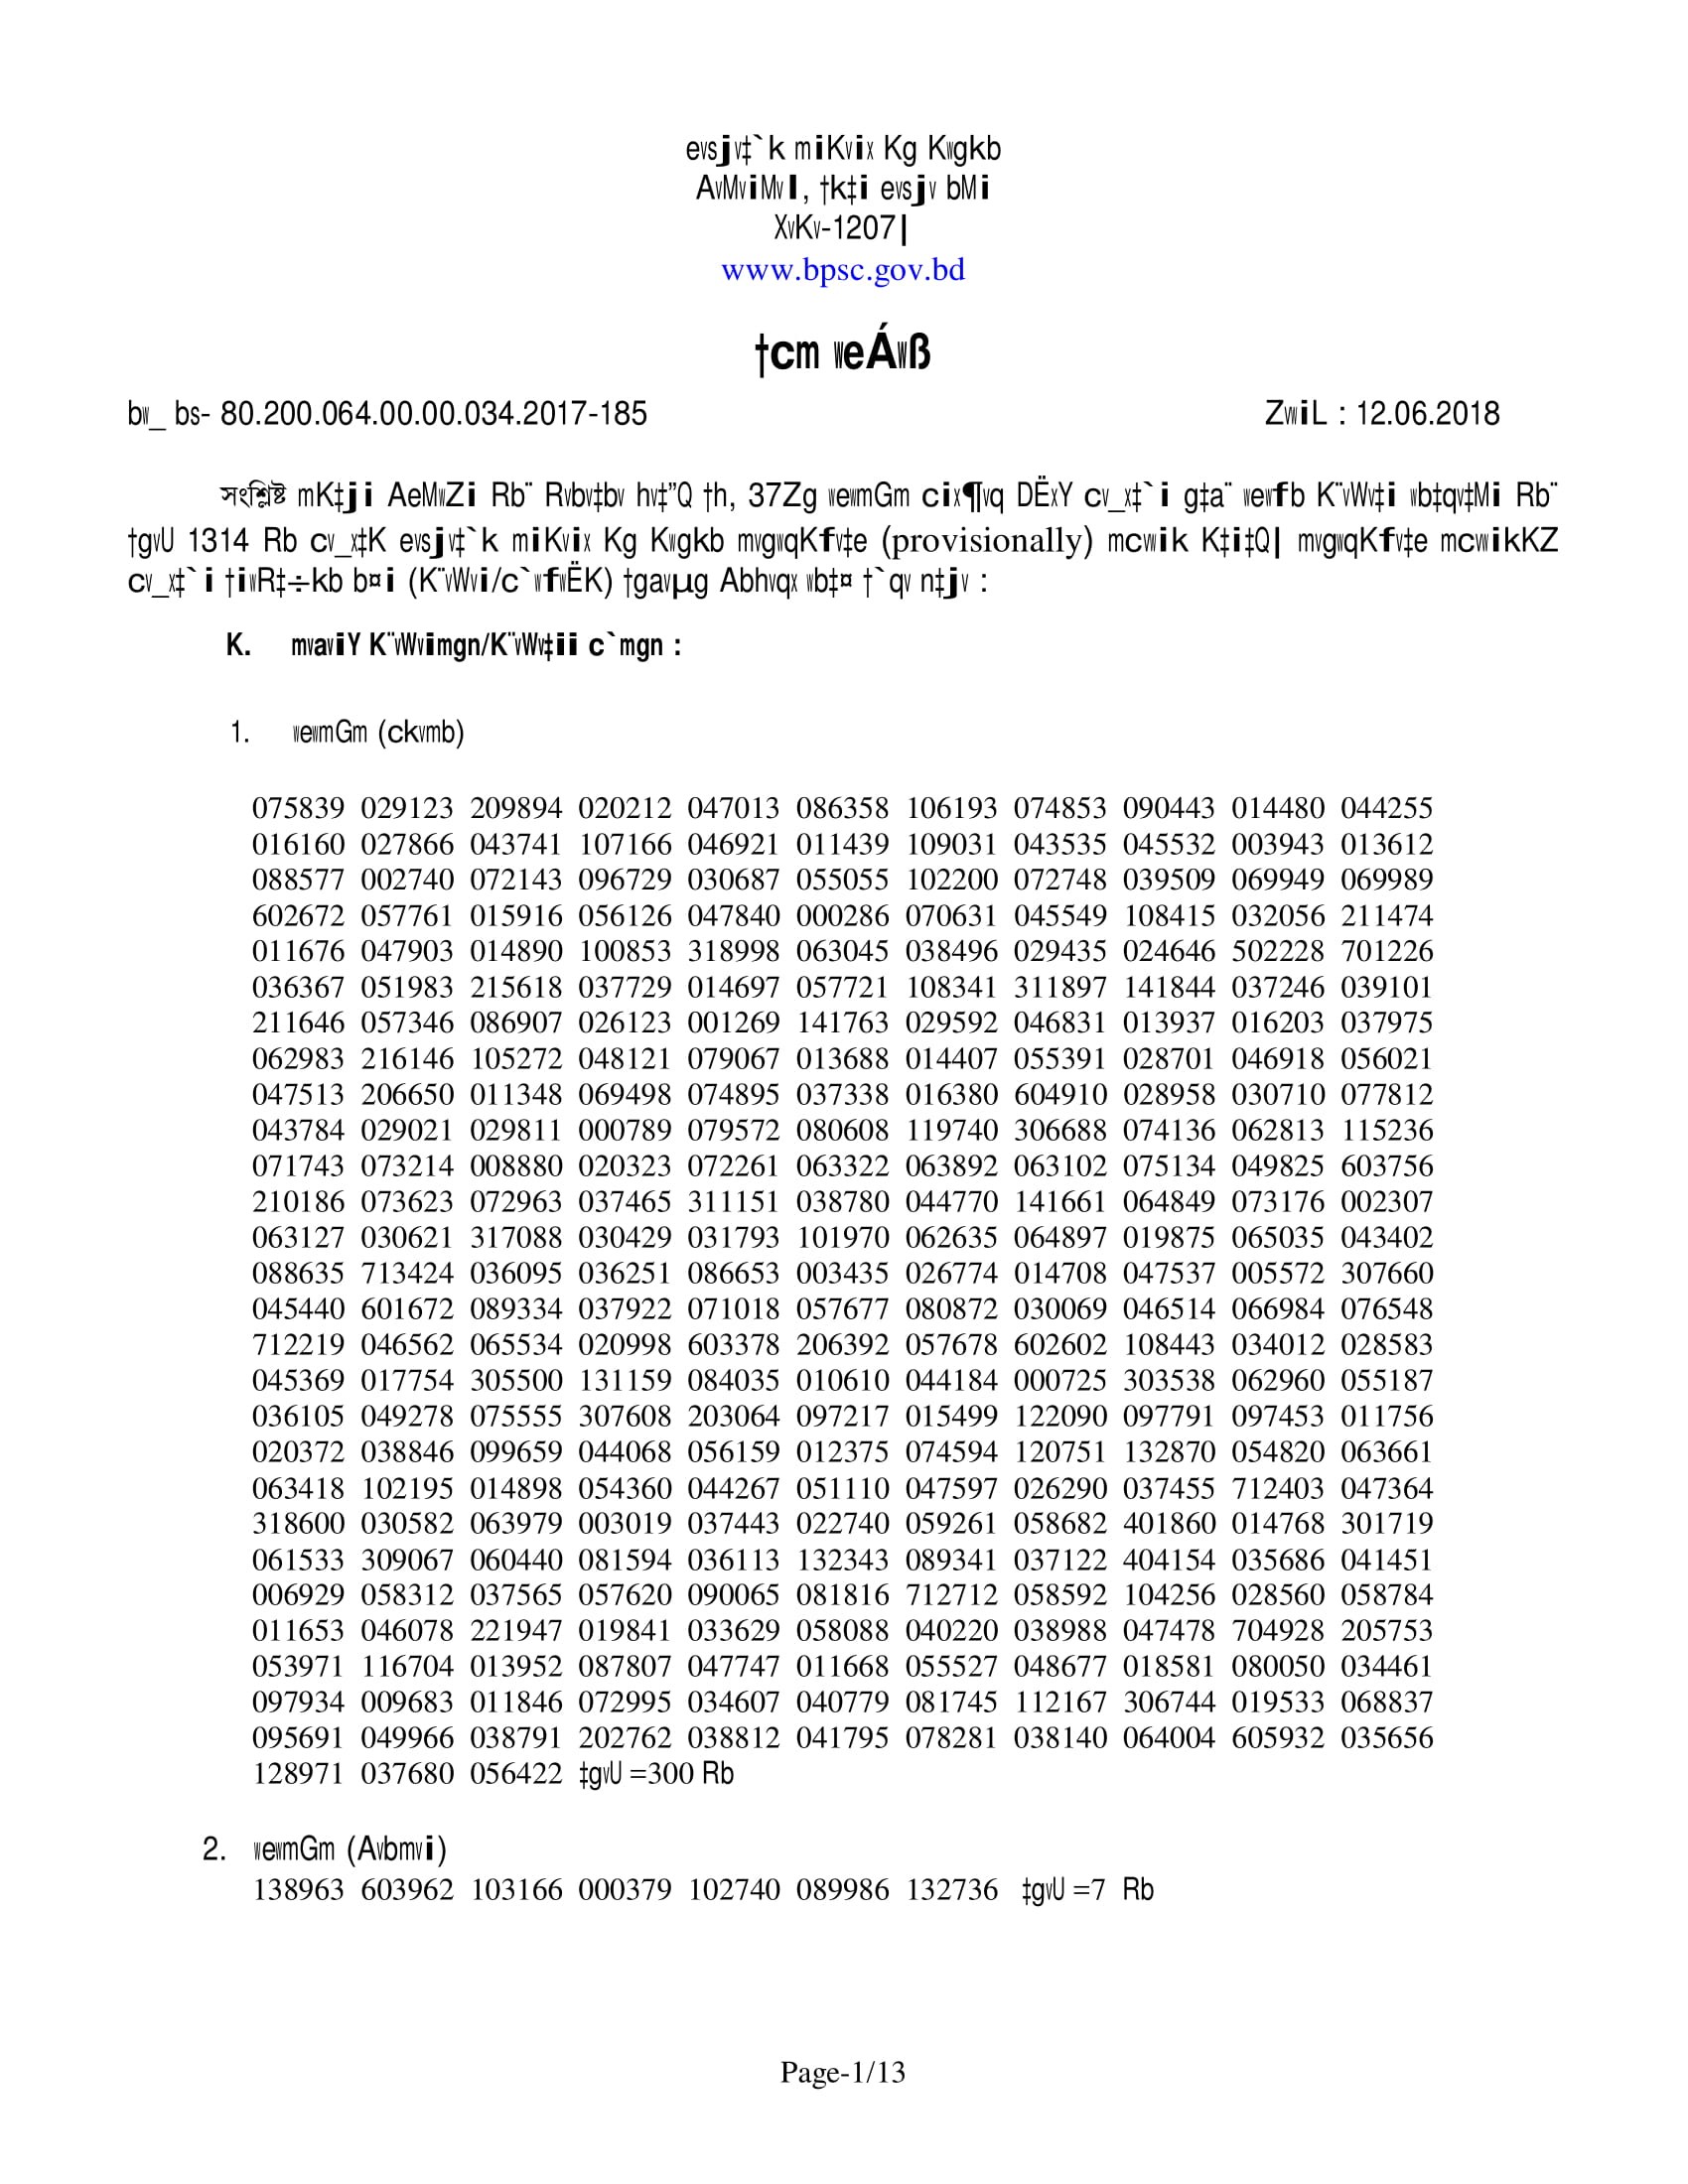 evsjv‡`k miKvix Kg© Kwgkb
AvMviMvI, †k‡i evsjv bMi
XvKv-1207|
www.bpsc.gov.bd
†cÖm weÁwß
bw_ bs- 80.200.064.00.00.034.2017-185 ZvwiL : 12.06.2018
সংশ্লিষ্ট mK‡ji AeMwZi Rb¨ Rvbv‡bv hv‡”Q †h, 37Zg wewmGm cix¶vq DËxY© cv_x©‡`i g‡a¨ wewfbœ K¨vWv‡i wb‡qv‡Mi Rb¨
†gvU 1314 Rb cv_x©‡K evsjv‡`k miKvix Kg© Kwgkb mvgwqKfv‡e (provisionally) mycvwik K‡i‡Q| mvgwqKfv‡e mycvwikK…Z
cv_x©‡`i †iwR‡÷«kb b¤^i (K¨vWvi/c`wfwËK) †gavµg Abyhvqx wb‡¤œ †`qv n‡jv :
K. mvaviY K¨vWvimg~n/K¨vWv‡ii c`mg~n :
1. wewmGm (cÖkvmb)
075839 029123 209894 020212 047013 086358 106193 074853 090443 014480 044255
016160 027866 043741 107166 046921 011439 109031 043535 045532 003943 013612
088577 002740 072143 096729 030687 055055 102200 072748 039509 069949 069989
602672 057761 015916 056126 047840 000286 070631 045549 108415 032056 211474
011676 047903 014890 100853 318998 063045 038496 029435 024646 502228 701226
036367 051983 215618 037729 014697 057721 108341 311897 141844 037246 039101
211646 057346 086907 026123 001269 141763 029592 046831 013937 016203 037975
062983 216146 105272 048121 079067 013688 014407 055391 028701 046918 056021
047513 206650 011348 069498 074895 037338 016380 604910 028958 030710 077812
043784 029021 029811 000789 079572 080608 119740 306688 074136 062813 115236
071743 073214 008880 020323 072261 063322 063892 063102 075134 049825 603756
210186 073623 072963 037465 311151 038780 044770 141661 064849 073176 002307
063127 030621 317088 030429 031793 101970 062635 064897 019875 065035 043402
088635 713424 036095 036251 086653 003435 026774 014708 047537 005572 307660
045440 601672 089334 037922 071018 057677 080872 030069 046514 066984 076548
712219 046562 065534 020998 603378 206392 057678 602602 108443 034012 028583
045369 017754 305500 131159 084035 010610 044184 000725 303538 062960 055187
036105 049278 075555 307608 203064 097217 015499 122090 097791 097453 011756
020372 038846 099659 044068 056159 012375 074594 120751 132870 054820 063661
063418 102195 014898 054360 044267 051110 047597 026290 037455 712403 047364
318600 030582 063979 003019 037443 022740 059261 058682 401860 014768 301719
061533 309067 060440 081594 036113 132343 089341 037122 404154 035686 041451
006929 058312 037565 057620 090065 081816 712712 058592 104256 028560 058784
011653 046078 221947 019841 033629 058088 040220 038988 047478 704928 205753
053971 116704 013952 087807 047747 011668 055527 048677 018581 080050 034461
097934 009683 011846 072995 034607 040779 081745 112167 306744 019533 068837
095691 049966 038791 202762 038812 041795 078281 038140 064004 605932 035656
128971 037680 056422 ‡gvU =300 Rb
2. wewmGm (Avbmvi)
138963 603962 103166 000379 102740 089986 132736 ‡gvU =7 Rb
Page-1/13